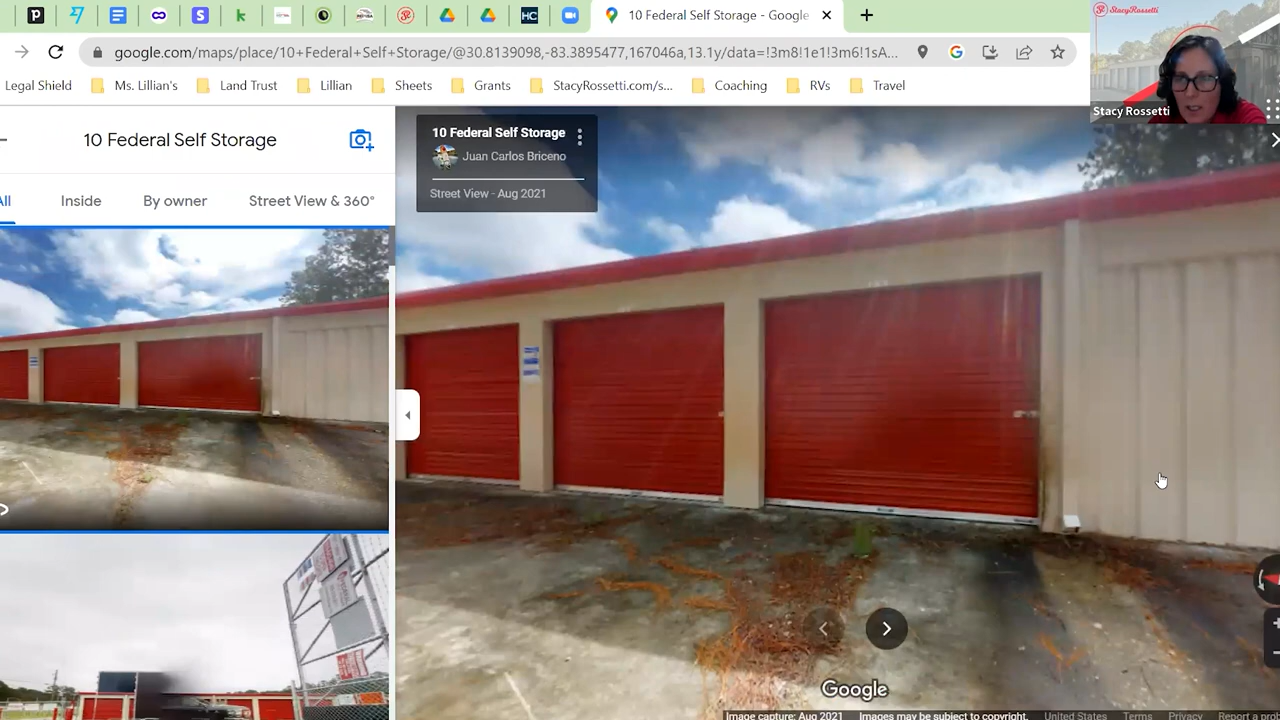 10 Federal Self Storage - Google
google.com/maps/place/10+Federal+Self+Storage/@30.8709098,-83.3895477,167046a,13.1y/data=!3m8!1e1!3m6!1sA...
Legal Shield
Ms. Lillian's
Land Trust
Lillian
Sheets
Grants
StacyRossetti.com/s...
Coaching
RVs
Travel
StacyRossetti
Stacy Rossetti
10 Federal Self Storage
All
Inside
By owner
Street View & 360°
10 Federal Self Storage
Juan Carlos Briceno
Street View - Aug 2021
Google
Image capture: Aug 2021 Images may be subject to copyright. United States Terms Privacy Report a prob